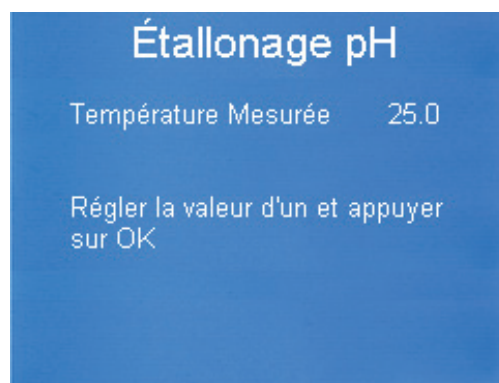 Étallonage pH
Température Mesurée 25.0
Régler la valeur d'un et appuyer
sur OK